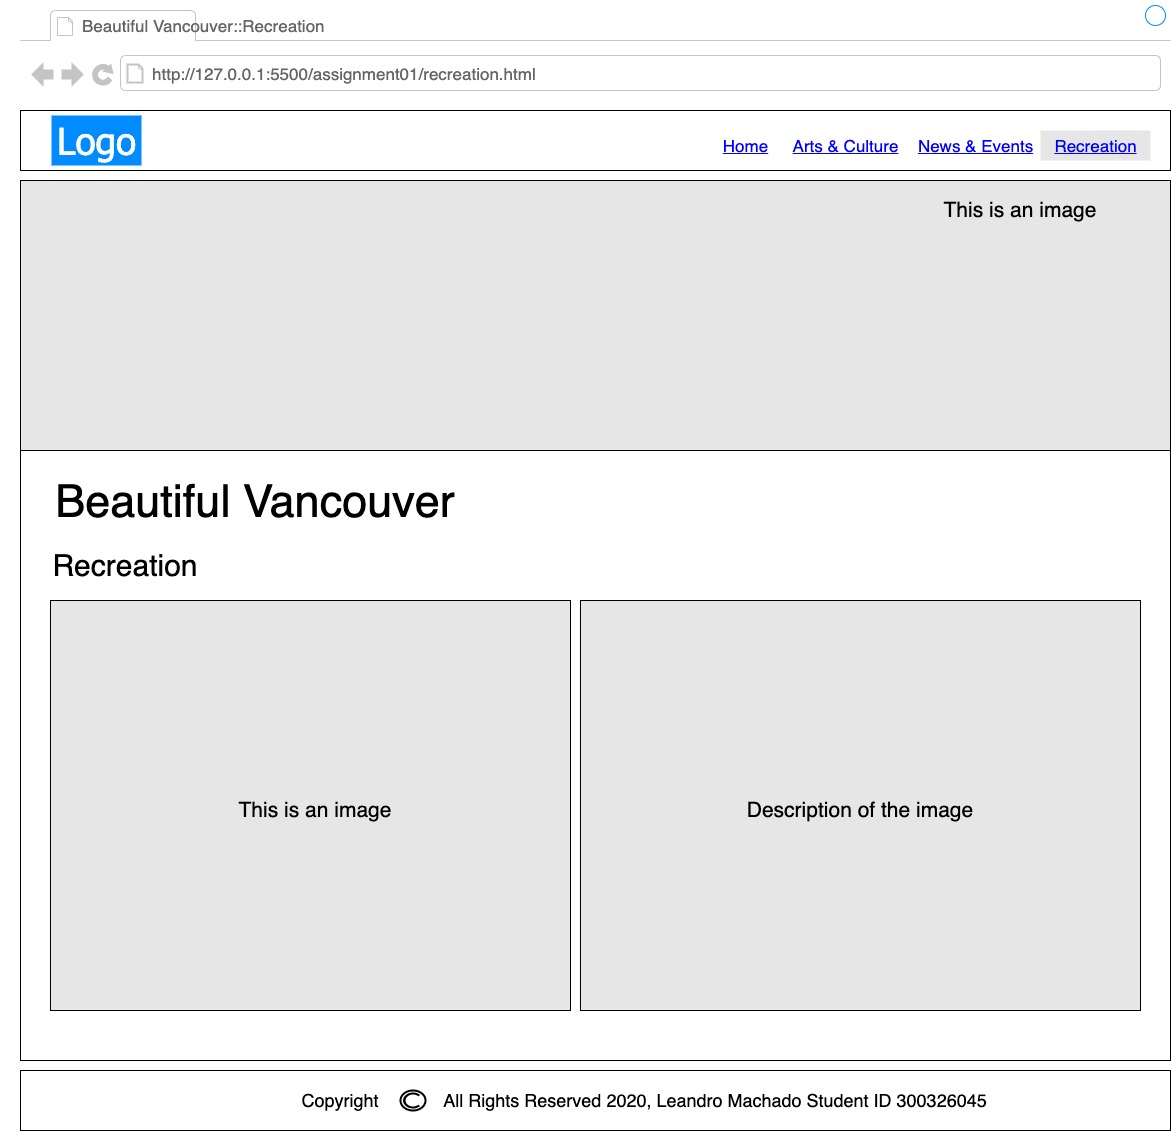 Beautiful Vancouver::Recreation
http://127.0.0.1:5500/assignment01/recreation.html
Logo
Home Arts & Culture News & Events Recreation
This is an image
Beautiful Vancouver
Recreation
This is an image
Description of the image
Copyright © All Rights Reserved 2020, Leandro Machado Student ID 300326045